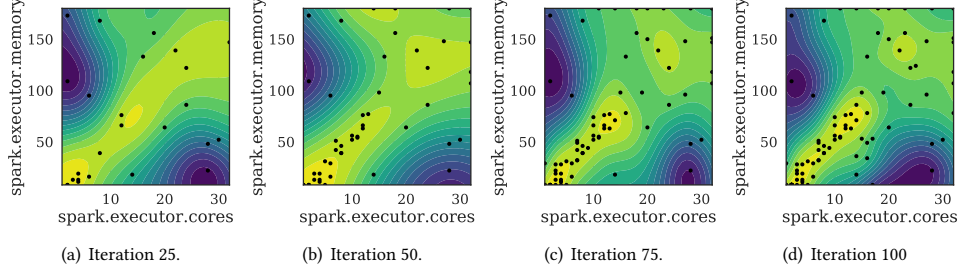 spark.executor.memory
150
100
50
10
20
30
spark.executor.cores
(a) Iteration 25.
spark.executor.memory
150
100
50
10
20
30
spark.executor.cores
(b) Iteration 50.
spark.executor.memory
150
100
50
10
20
30
spark.executor.cores
(c) Iteration 75.
spark.executor.memory
150
100
50
10
20
30
spark.executor.cores
(d) Iteration 100